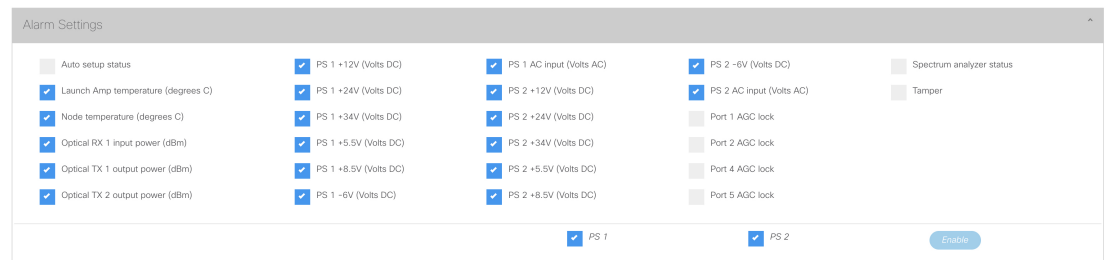 Alarm Settings
Auto setup status
Launch Amp temperature (degrees C)
Node temperature (degrees C)
Optical RX 1 input power (dBm)
Optical TX 1 output power (dBm)
Optical TX 2 output power (dBm)
PS 1 +12V (Volts DC)
PS 1 +24V (Volts DC)
PS 1 +34V (Volts DC)
PS 1 +5.5V (Volts DC)
PS 1 +8.5V (Volts DC)
PS 1 -6V (Volts DC)
PS 1 AC input (Volts AC)
PS 2 +12V (Volts DC)
PS 2 +24V (Volts DC)
PS 2 +34V (Volts DC)
PS 2 +5.5V (Volts DC)
PS 2 +8.5V (Volts DC)
PS 2 -6V (Volts DC)
PS 2 AC input (Volts AC)
Port 1 AGC lock
Port 2 AGC lock
Port 4 AGC lock
Port 5 AGC lock
Spectrum analyzer status
Tamper
PS 1
PS 2
Enable